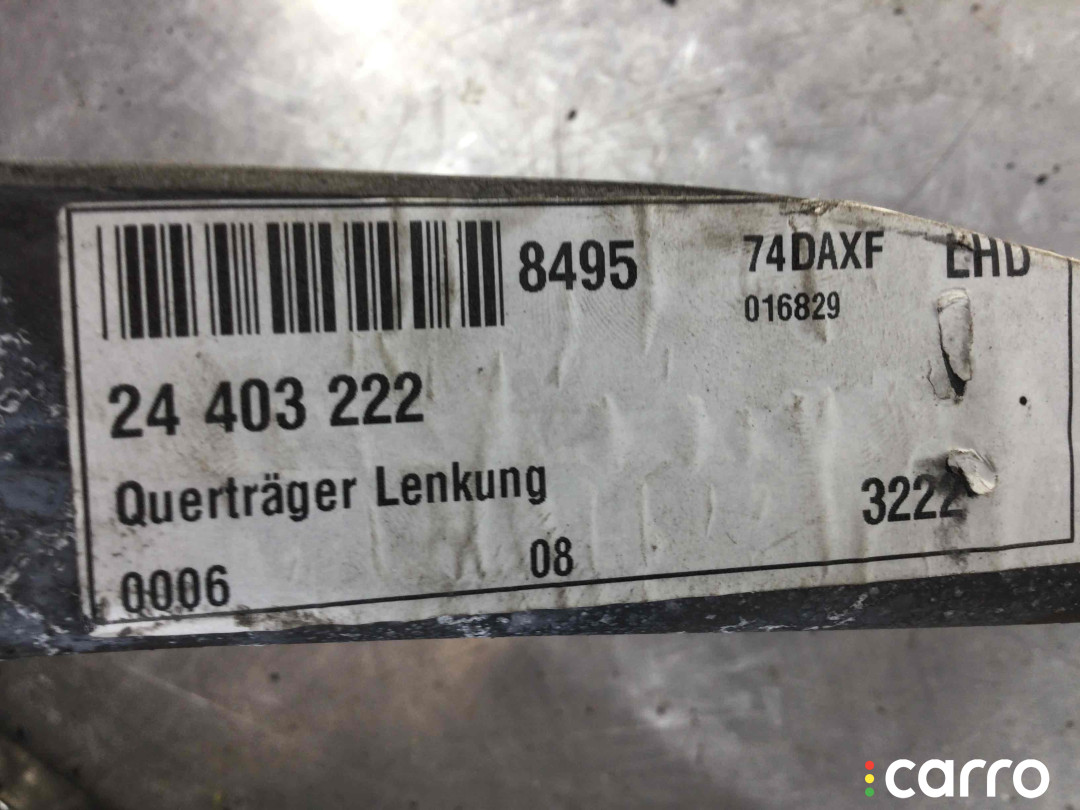 8495 74DAXF LHD
016829
24 403 222
Querträger Lenkung
3222
0006 08
carro